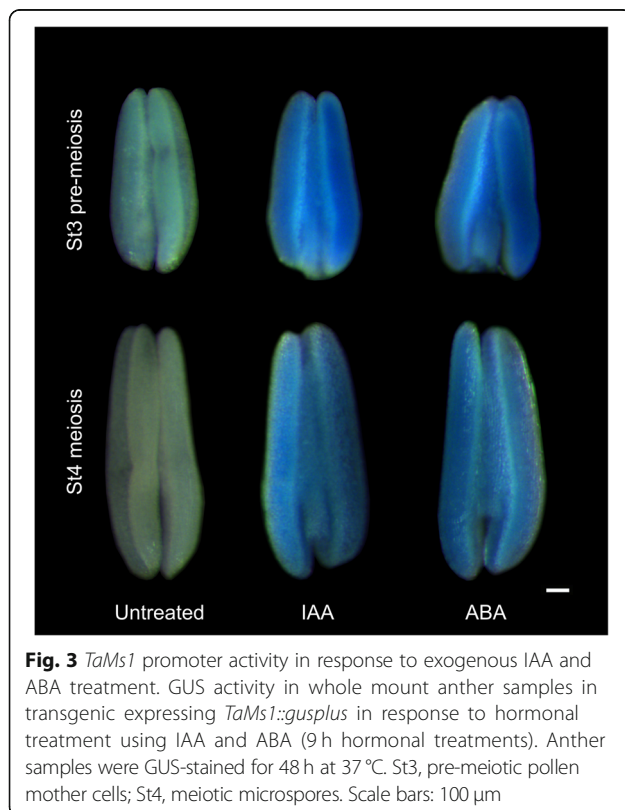 St3 pre-meiosis
St4 meiosis
Untreated IAA ABA
Fig. 3 TaMs1 promoter activity in response to exogenous IAA and
ABA treatment. GUS activity in whole mount anther samples in
transgenic expressing TaMs1::gusplus in response to hormonal
treatment using IAA and ABA (9 h hormonal treatments). Anther
samples were GUS-stained for 48 h at 37 °C. St3, pre-meiotic pollen
mother cells; St4, meiotic microspores. Scale bars: 100 μm